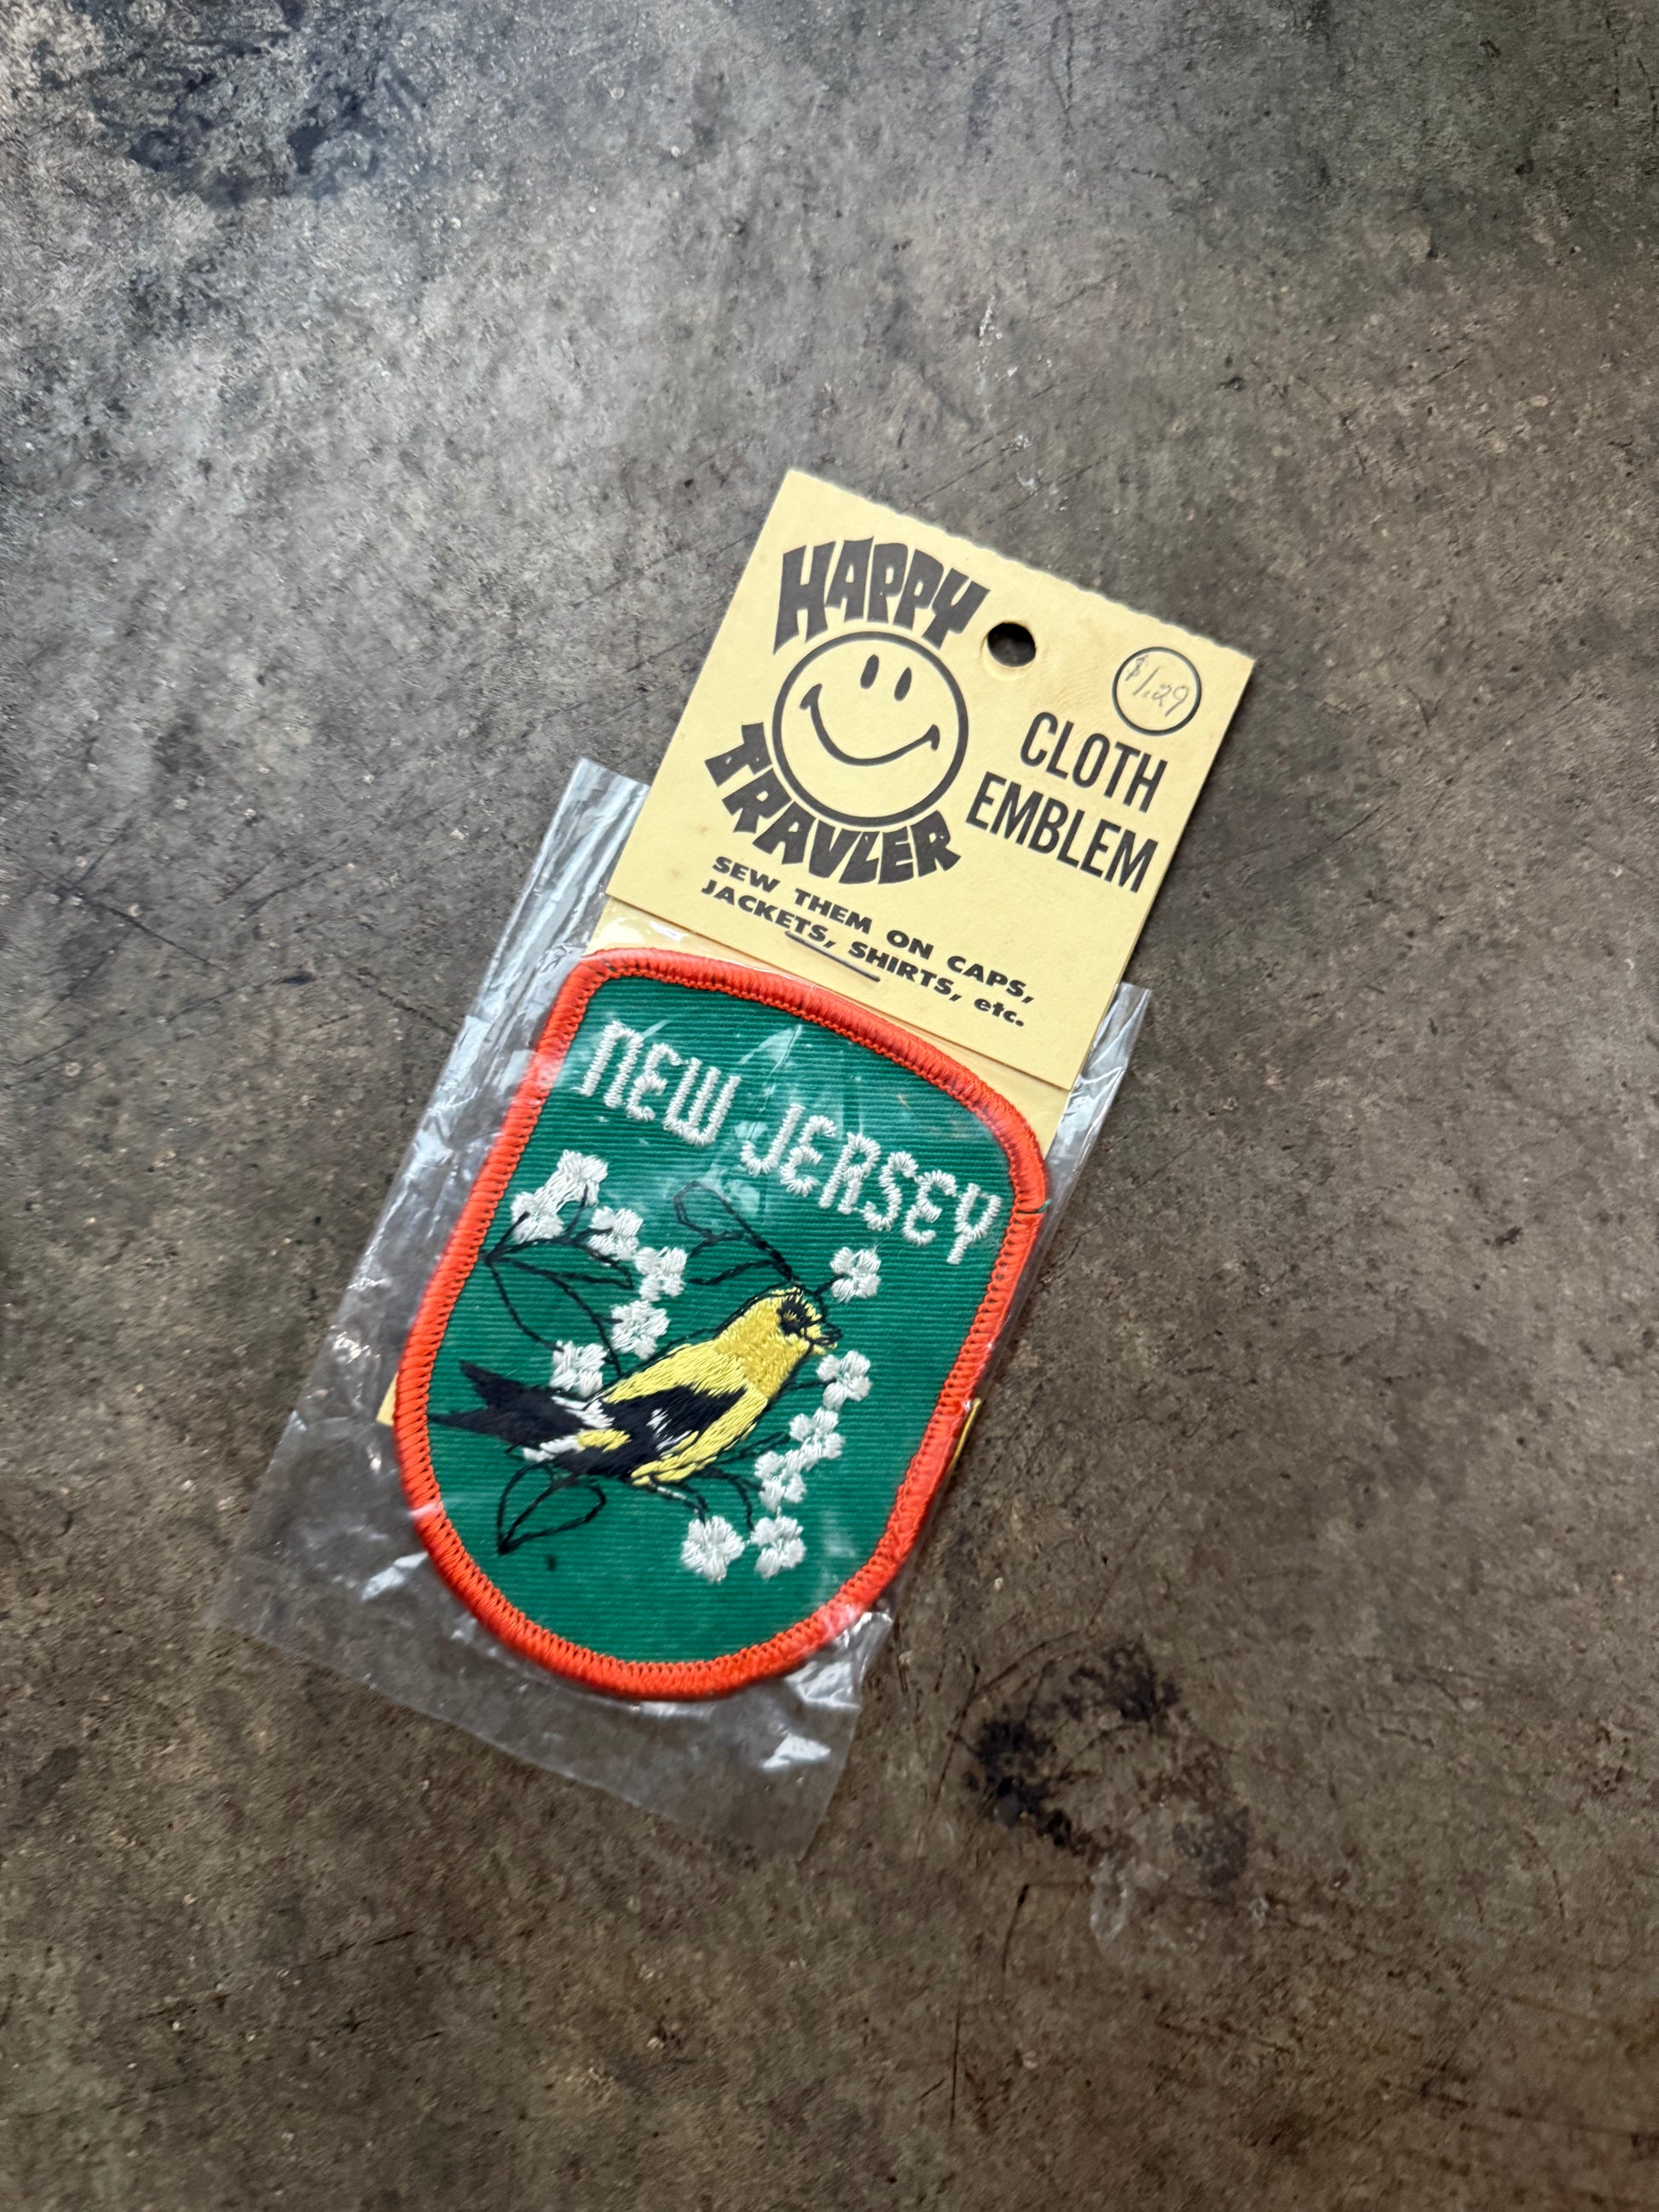 HAPPY
TRAVLER
$1.29
CLOTH
EMBLEM
SEW THEM ON CAPS,
JACKETS, SHIRTS, etc.
NEW JERSEY